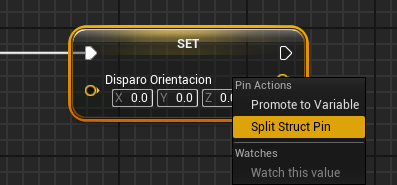 SET
Disparo Orientacion
X 0.0 Y 0.0 Z 0.0
Pin Actions
Promote to Variable
Split Struct Pin
Watches
Watch this value